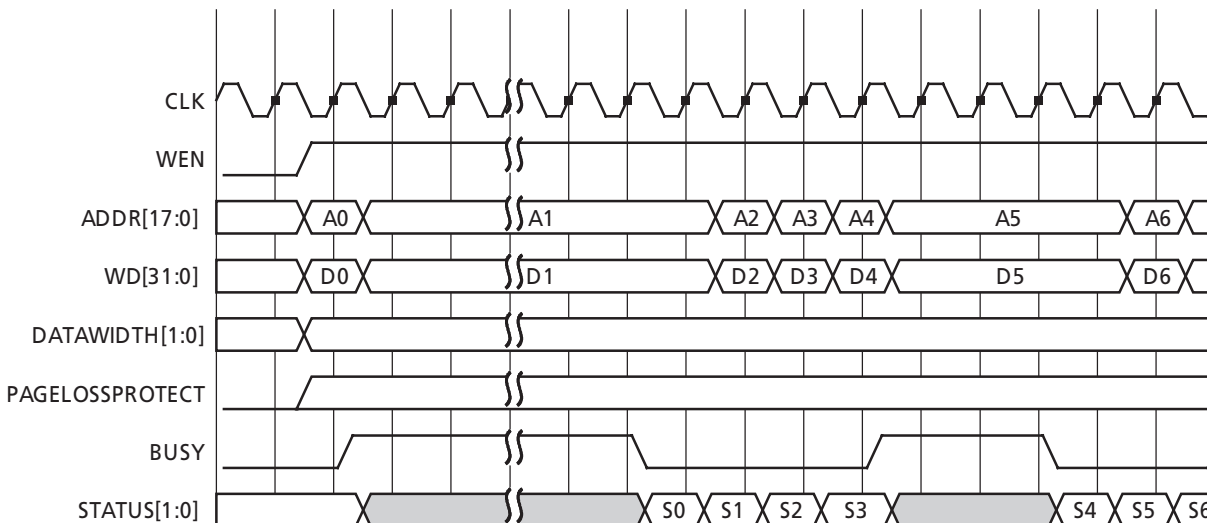 CLK
WEN
ADDR[17:0] A0 A1 A2 A3 A4 A5 A6
WD[31:0] D0 D1 D2 D3 D4 D5 D6
DATAWIDTH[1:0]
PAGELOSSPROTECT
BUSY
STATUS[1:0] S0 S1 S2 S3 S4 S5 S6